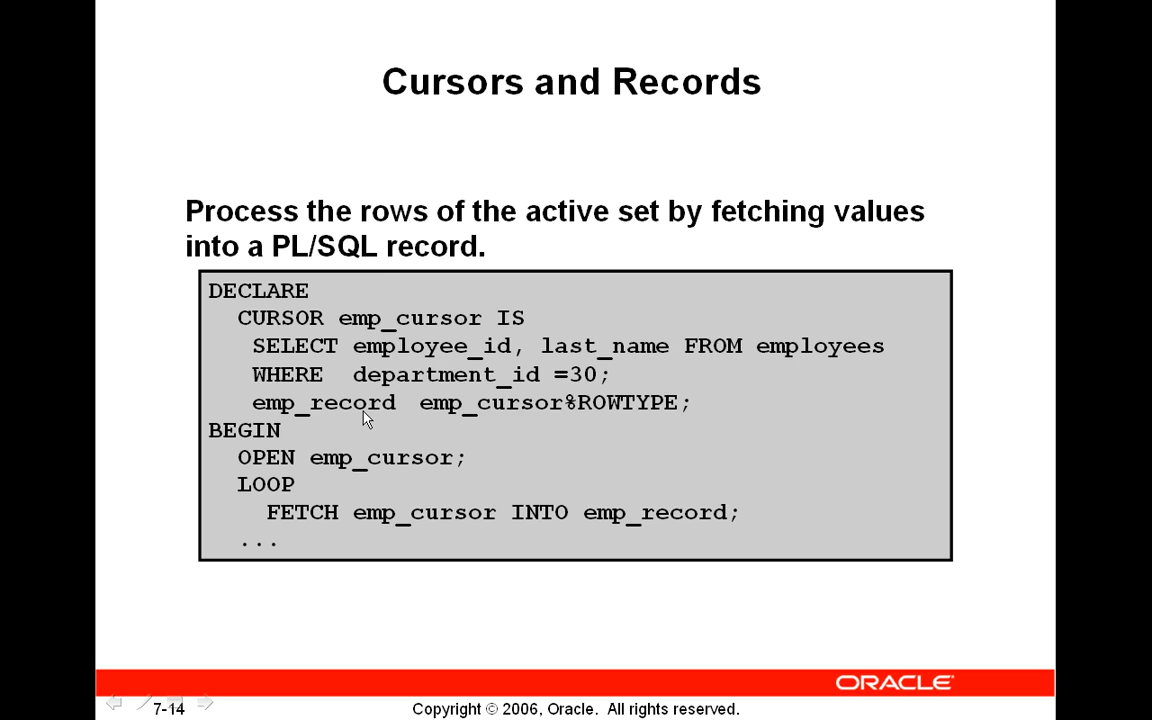 Cursors and Records
Process the rows of the active set by fetching values
into a PL/SQL record.
DECLARE
CURSOR emp_cursor IS
SELECT employee_id, last_name FROM employees
WHERE department_id =30;
emp_record emp_cursor%ROWTYPE;
BEGIN
OPEN emp_cursor;
LOOP
FETCH emp_cursor INTO emp_record;
...
ORACLE
7-14
Copyright © 2006, Oracle. All rights reserved.